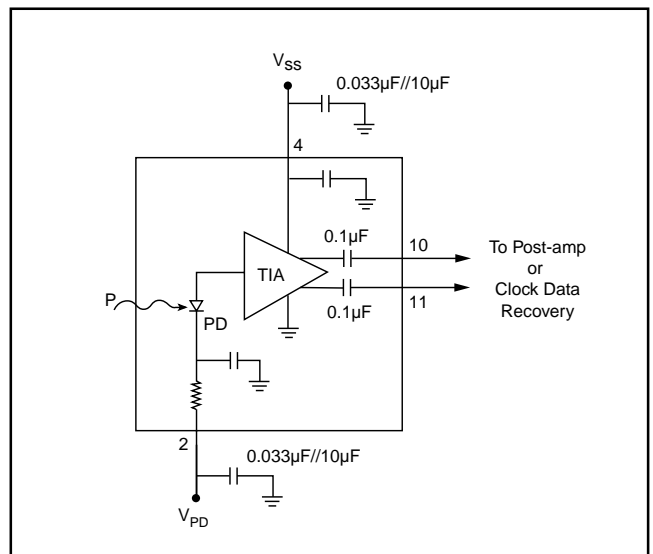 V_SS
0.033µF//10µF
4
0.1µF
10
TIA
To Post-amp
or
Clock Data
Recovery
P
PD
0.1µF
11
2
0.033µF//10µF
V_PD